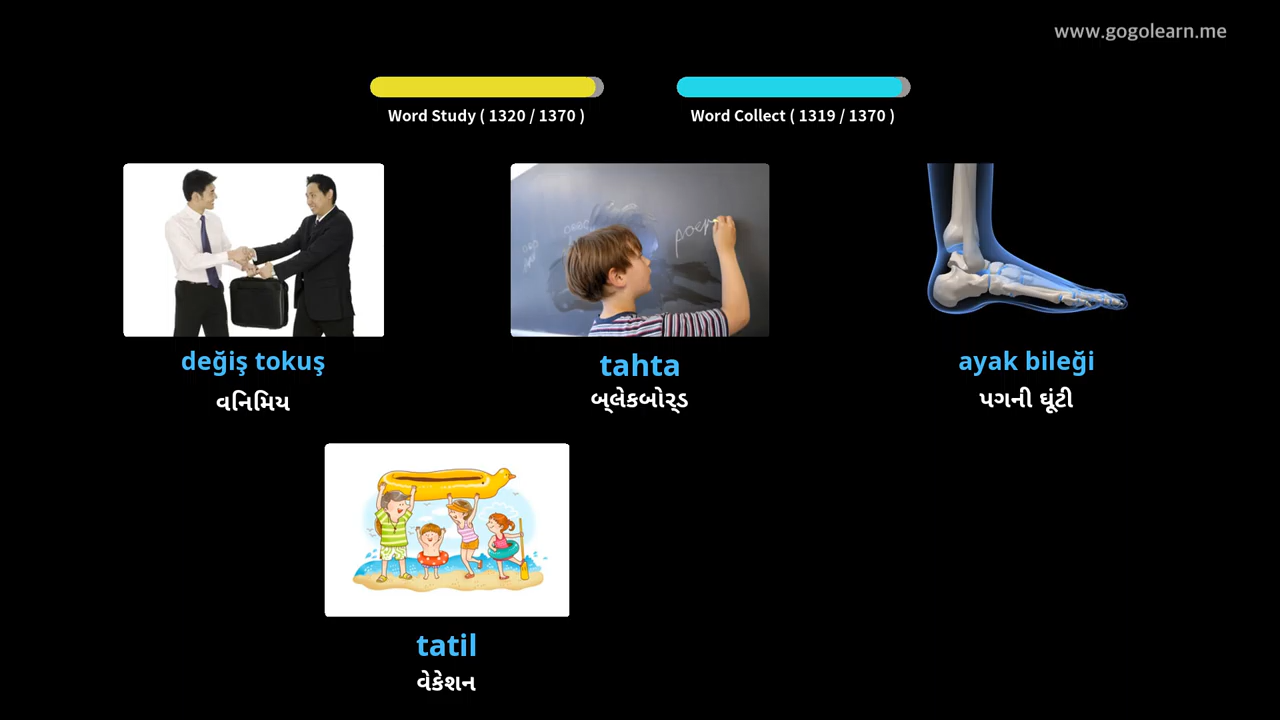 www.gogolearn.me
Word Study ( 1320 / 1370 )
Word Collect ( 1319 / 1370 )
değiş tokuş
વનિમિય
tahta
બ્લેકબોર્ડ
ayak bileği
પગની ઘૂંટી
tatil
વેકેશન